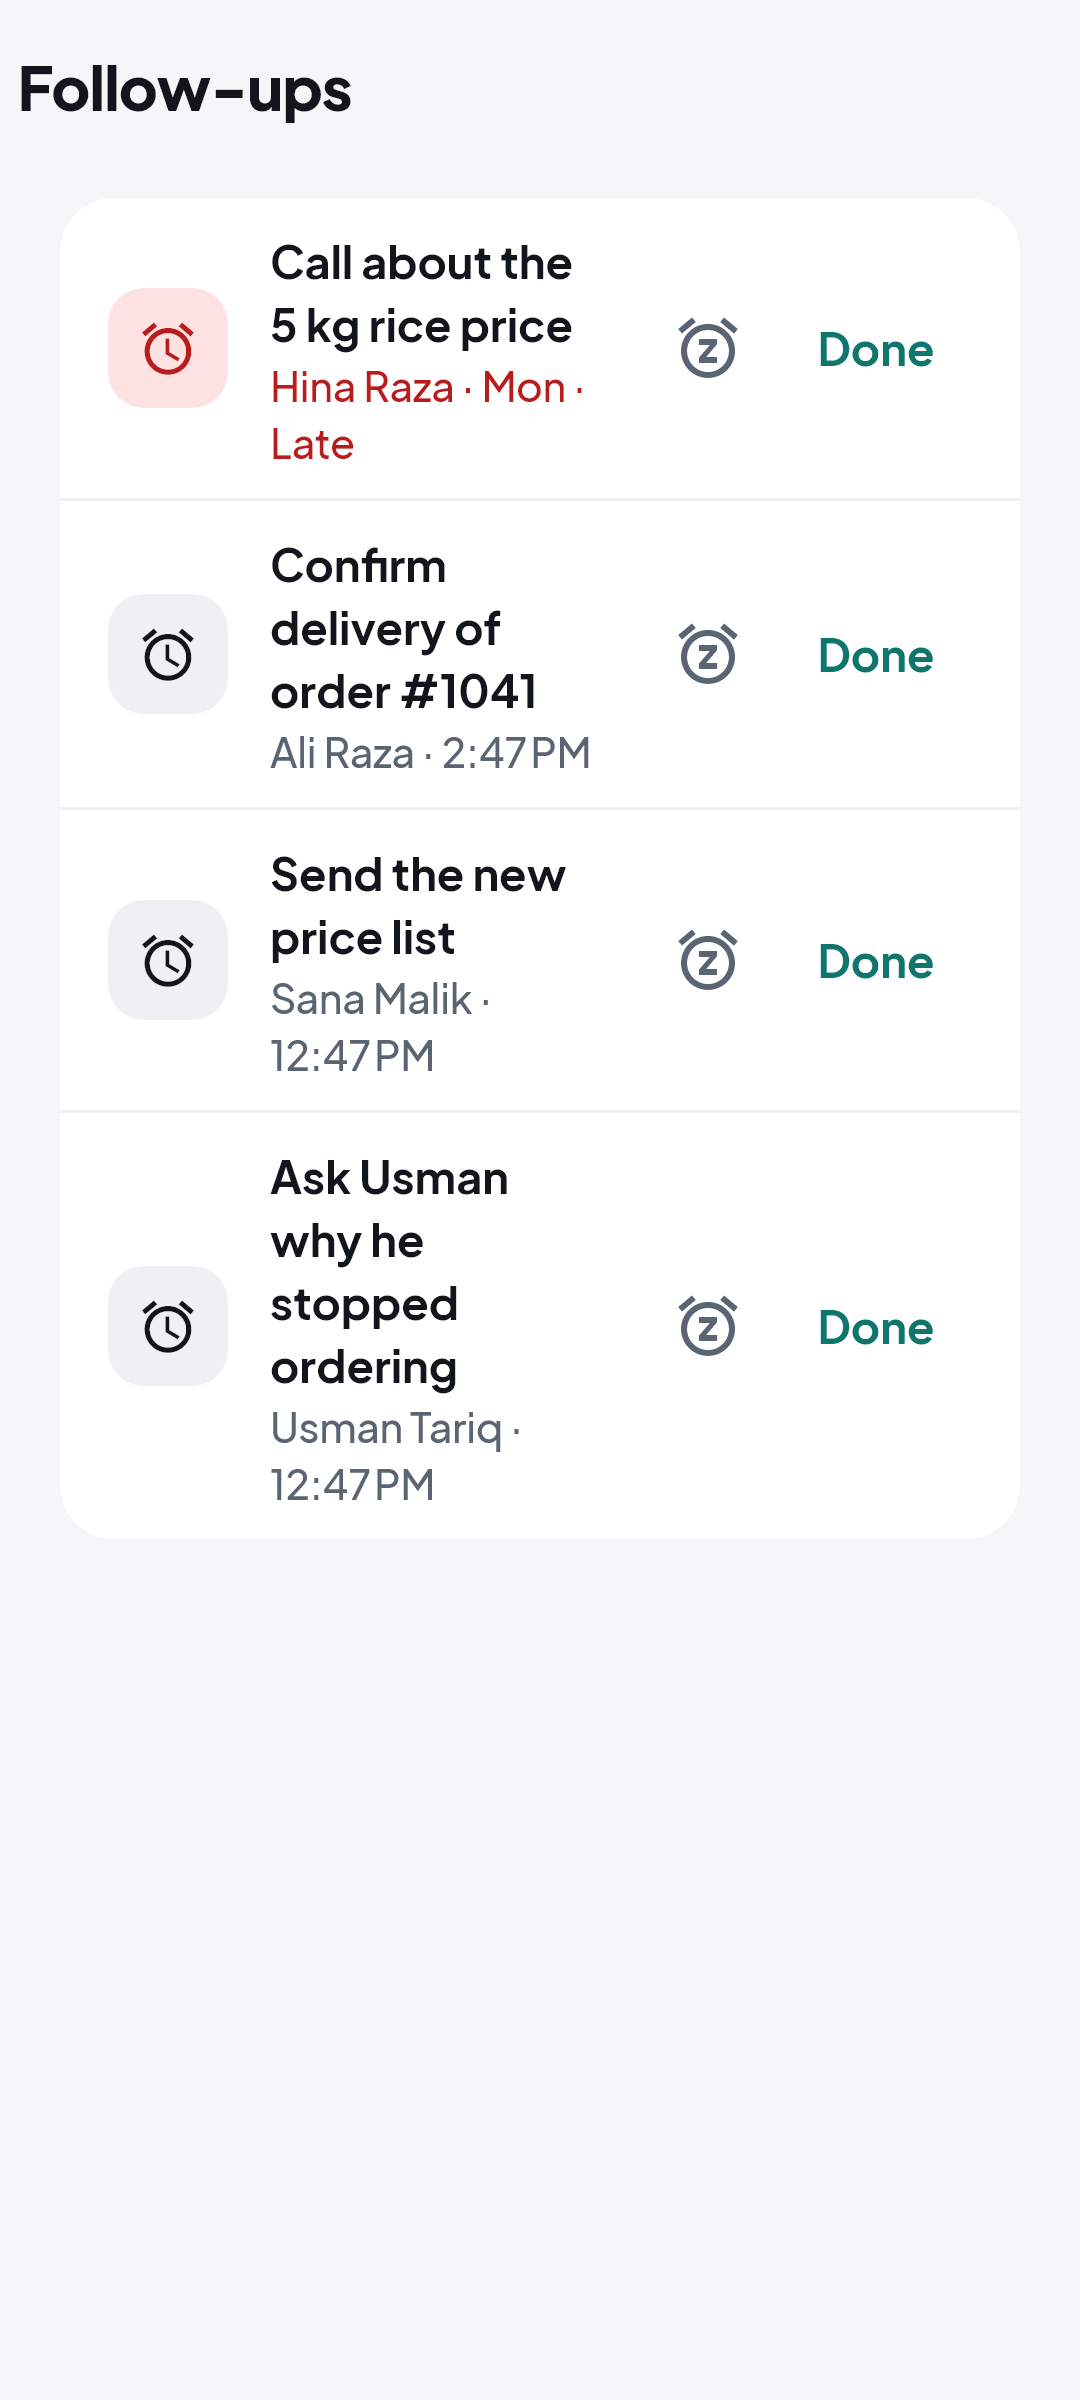 Follow-ups
Call about the
5 kg rice price
Hina Raza · Mon ·
Late
Done
Confirm
delivery of
order #1041
Ali Raza · 2:47 PM
Done
Send the new
price list
Sana Malik ·
12:47 PM
Done
Ask Usman
why he
stopped
ordering
Usman Tariq ·
12:47 PM
Done